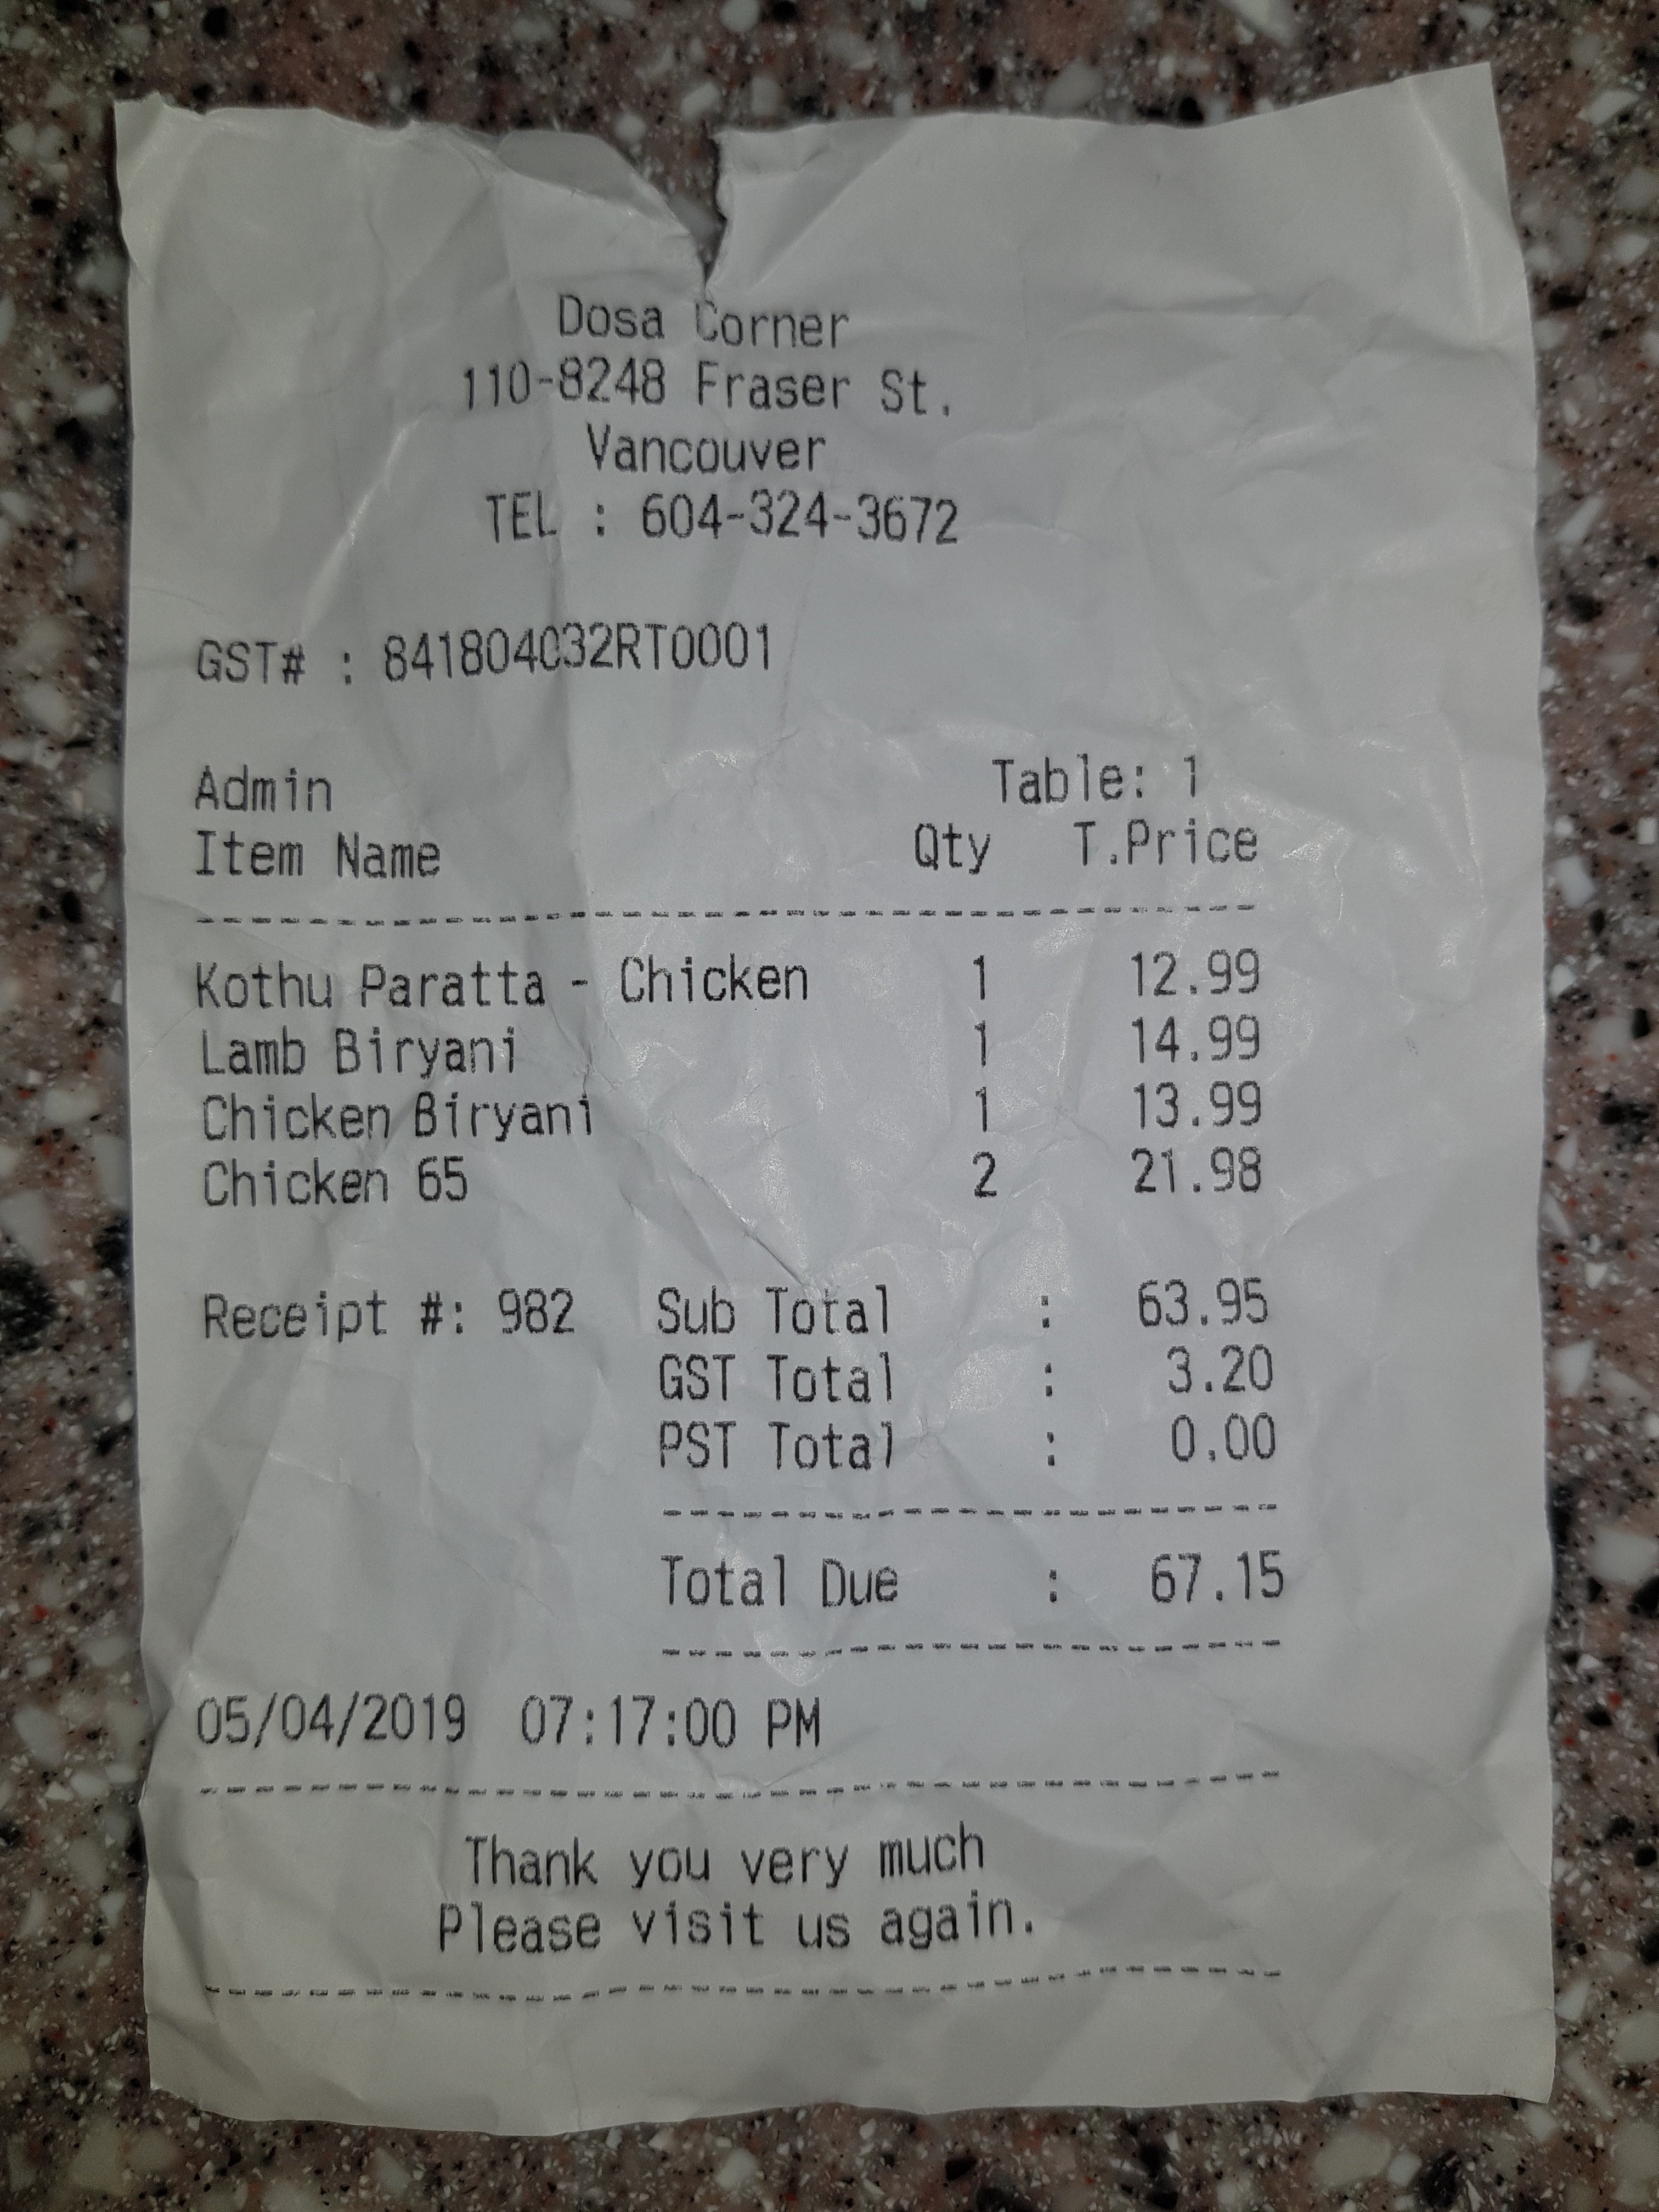 Dosa Corner
110-8248 Fraser St.
Vancouver
TEL : 604-324-3672
GST# : 841804032RT0001
Admin Table: 1
Item Name Qty T.Price
Kothu Paratta - Chicken 1 12.99
Lamb Biryani 1 14.99
Chicken Biryani 1 13.99
Chicken 65 2 21.98
Receipt #: 982 Sub Total : 63.95
GST Total : 3.20
PST Total : 0.00
Total Due : 67.15
05/04/2019 07:17:00 PM
Thank you very much
Please visit us again.